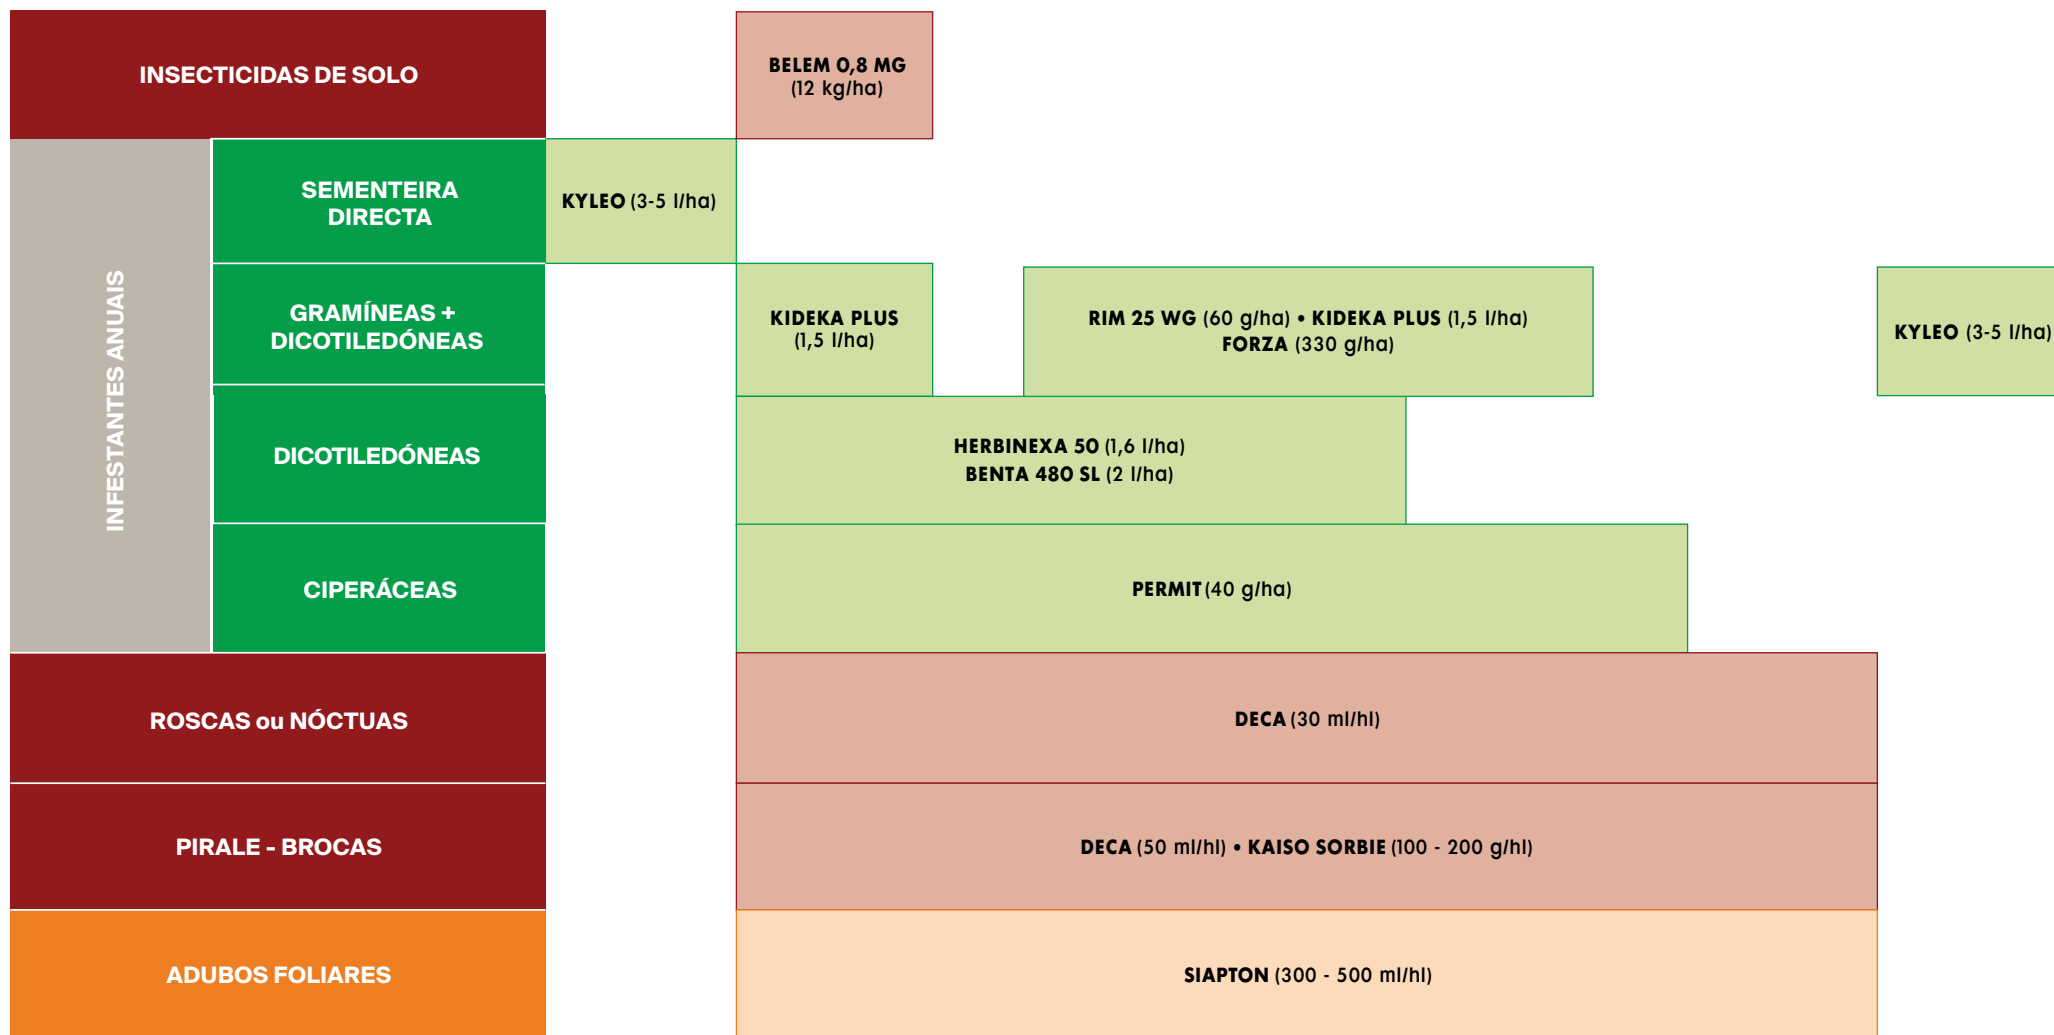 INSECTICIDAS DE SOLO
BELEM 0,8 MG
(12 kg/ha)
INFESTANTES ANUAIS
SEMENTEIRA
DIRECTA
KYLEO (3-5 l/ha)
GRAMÍNEAS +
DICOTILEDÓNEAS
KIDEKA PLUS
(1,5 l/ha)
RIM 25 WG (60 g/ha) • KIDEKA PLUS (1,5 l/ha)
FORZA (330 g/ha)
KYLEO (3-5 l/ha)
DICOTILEDÓNEAS
HERBINEXA 50 (1,6 l/ha)
BENTA 480 SL (2 l/ha)
CIPERÁCEAS
PERMIT (40 g/ha)
ROSCAS ou NÓCTUAS
DECA (30 ml/hl)
PIRALE - BROCAS
DECA (50 ml/hl) • KAISO SORBIE (100 - 200 g/hl)
ADUBOS FOLIARES
SIAPTON (300 - 500 ml/hl)